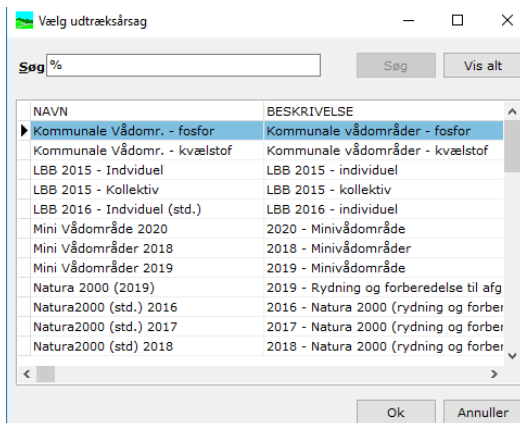 Vælg udtræksårsag
Søg % Søg Vis alt
NAVN BESKRIVELSE
Kommunale Vådomr. - fosfor Kommunale vådområder - fosfor
Kommunale Vådomr. - kvælstof Kommunale vådområder - kvælstof
LBB 2015 - Indviduel LBB 2015 - individuel
LBB 2015 - Kollektiv LBB 2015 - kollektiv
LBB 2016 - Indviduel (std.) LBB 2016 - individuel
Mini Vådområde 2020 2020 - Minivådområde
Mini Vådområder 2018 2018 - Minivådområder
Mini Vådområder 2019 2019 - Minivådområde
Natura 2000 (2019) 2019 - Rydning og forberedelse til afg
Natura2000 (std.) 2016 2016 - Natura 2000 (rydning og forber
Natura2000 (std.) 2017 2017 - Natura 2000 (rydning og forber
Natura2000 (std) 2018 2018 - Natura 2000 (rydning og forber
Ok Annuller